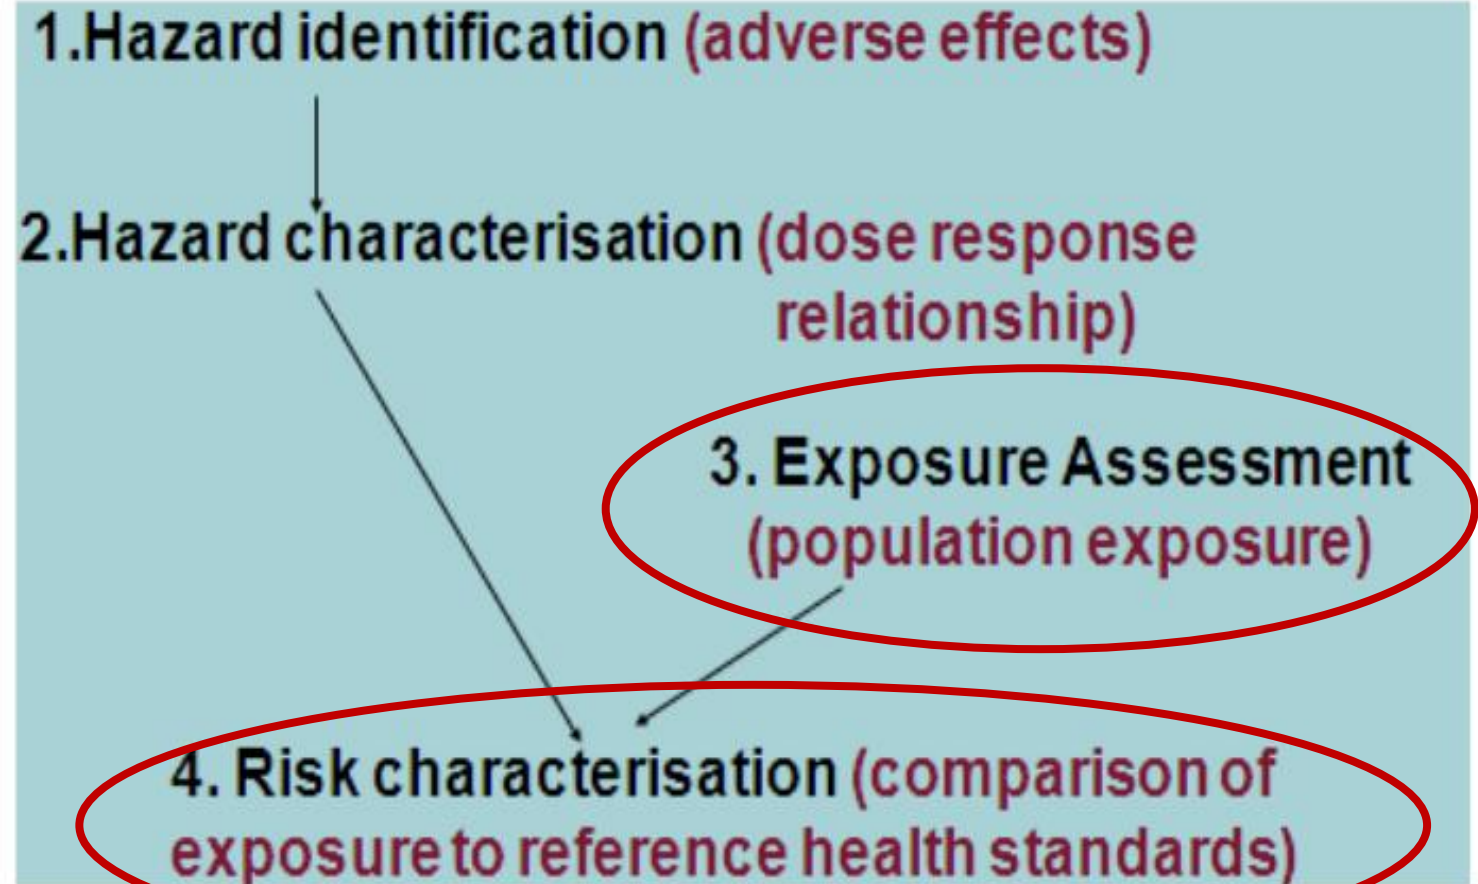 1.Hazard identification (adverse effects)
2.Hazard characterisation (dose response
relationship)
3. Exposure Assessment
(population exposure)
4. Risk characterisation (comparison of
exposure to reference health standards)